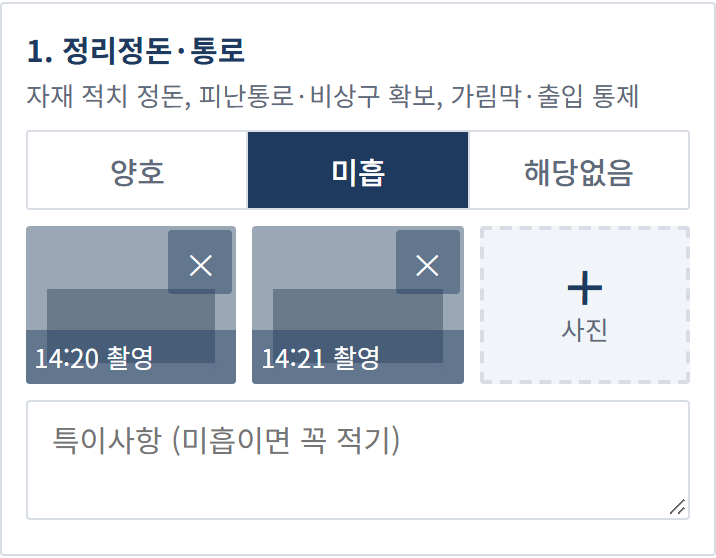 1. 정리정돈·통로
자재 적치 정돈, 피난통로·비상구 확보, 가림막·출입 통제
양호
미흡
해당없음
14:20 촬영
14:21 촬영
사진
특이사항 (미흡이면 꼭 적기)